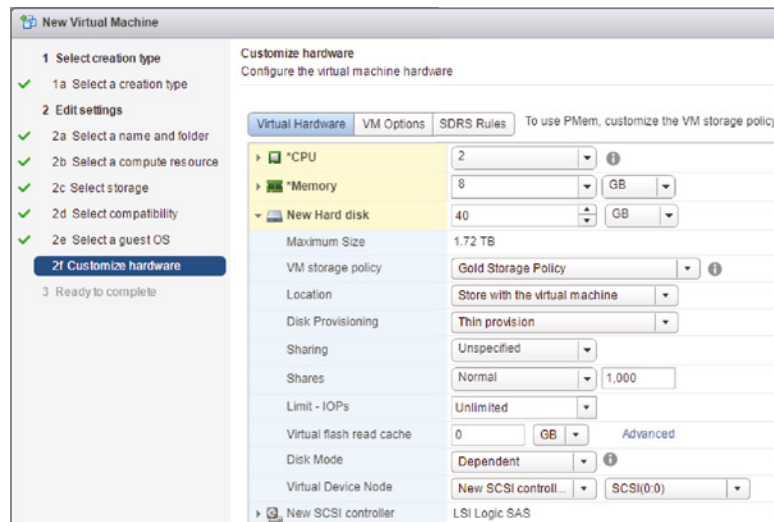 New Virtual Machine
1 Select creation type
1a Select a creation type
2 Edit settings
2a Select a name and folder
2b Select a compute resource
2c Select storage
2d Select compatibility
2e Select a guest OS
2f Customize hardware
3 Ready to complete
Customize hardware
Configure the virtual machine hardware
Virtual Hardware VM Options SDRS Rules To use PMem, customize the VM storage policy
*CPU 2
*Memory 8 GB
New Hard disk 40 GB
Maximum Size 1.72 TB
VM storage policy Gold Storage Policy
Location Store with the virtual machine
Disk Provisioning Thin provision
Sharing Unspecified
Shares Normal 1,000
Limit - IOPs Unlimited
Virtual flash read cache 0 GB Advanced
Disk Mode Dependent
Virtual Device Node New SCSI controll... SCSI(0:0)
New SCSI controller LSI Logic SAS